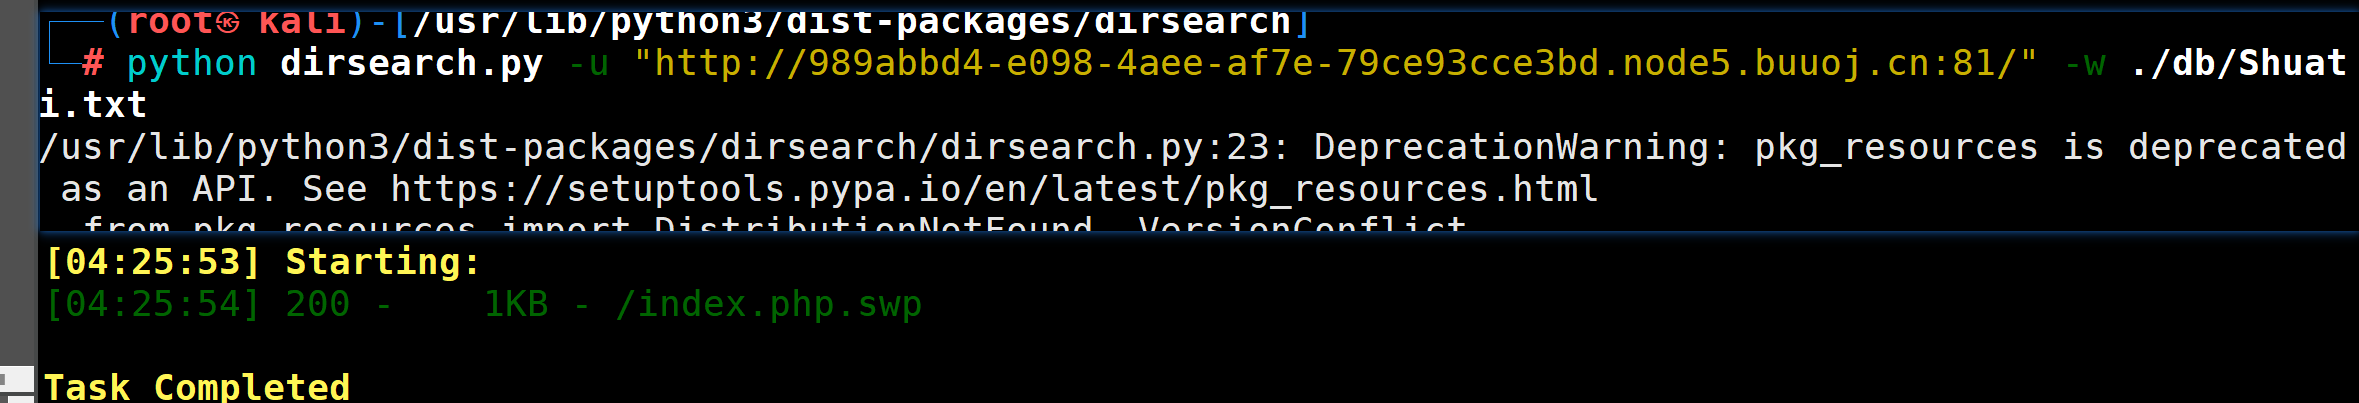 (root㉿ kali)-[/usr/lib/python3/dist-packages/dirsearch]
# python dirsearch.py -u "http://989abbd4-e098-4aee-af7e-79ce93cce3bd.node5.buuoj.cn:81/" -w ./db/Shuat
i.txt
/usr/lib/python3/dist-packages/dirsearch/dirsearch.py:23: DeprecationWarning: pkg_resources is deprecated
as an API. See https://setuptools.pypa.io/en/latest/pkg_resources.html
from pkg_resources import DistributionNotFound, VersionConflict
[04:25:53] Starting:
[04:25:54] 200 -    1KB - /index.php.swp
Task Completed